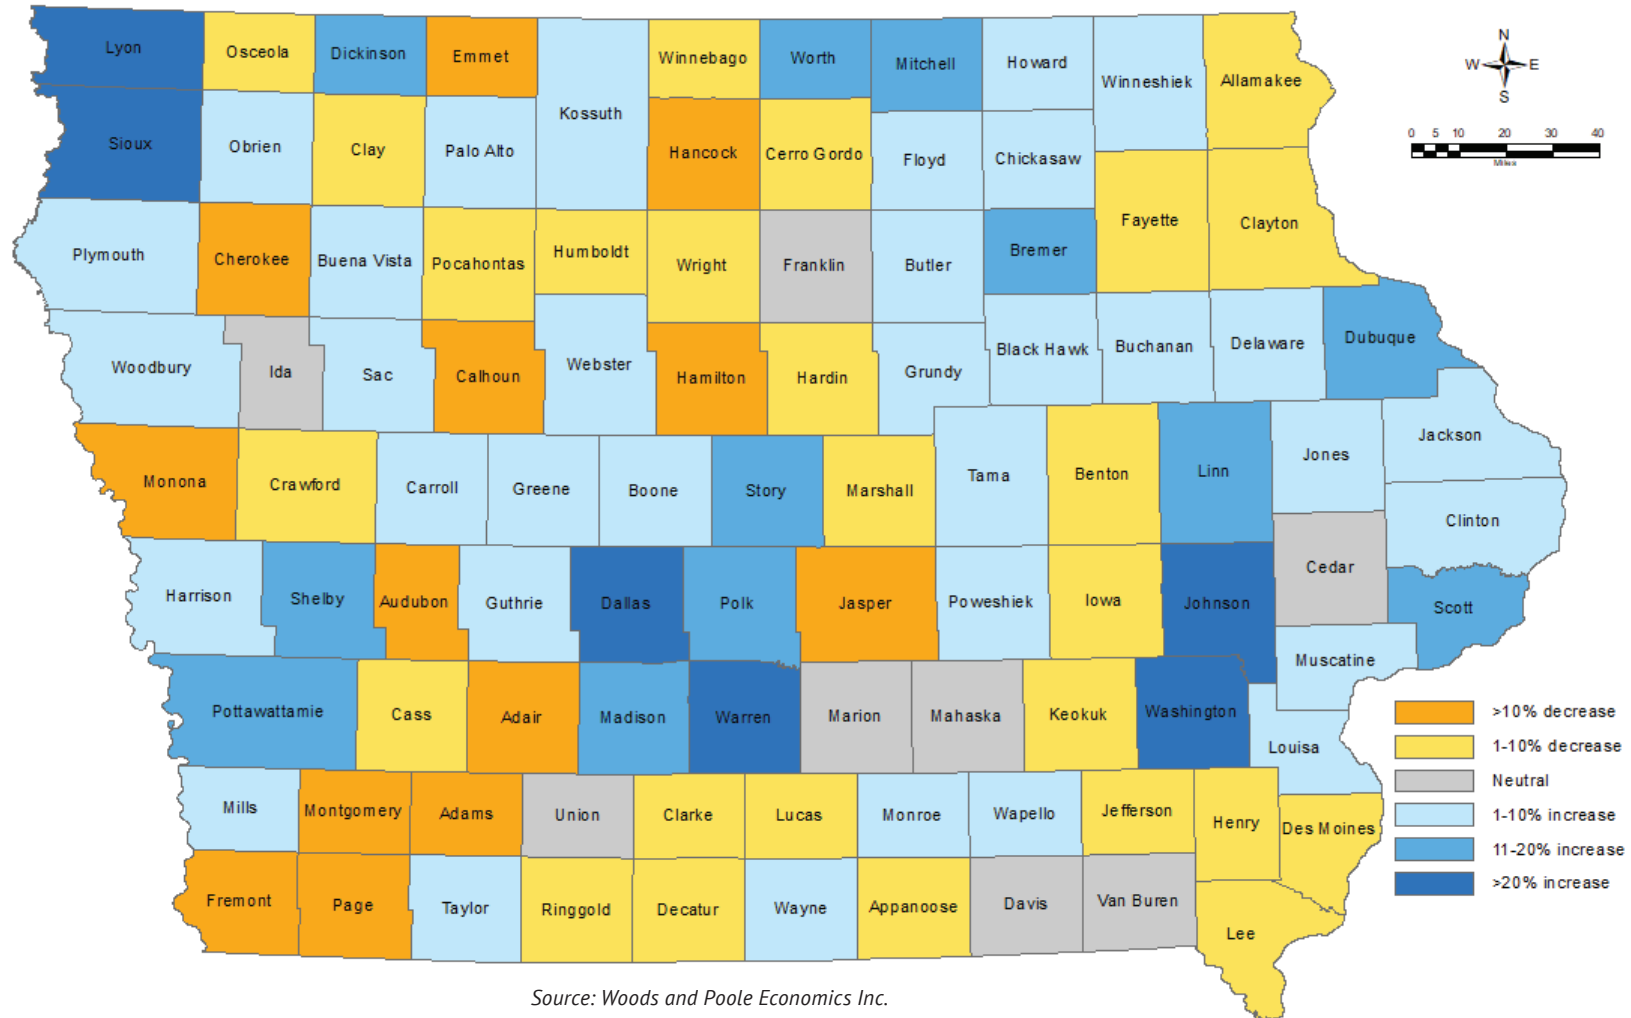 Lyon
Osceola
Dickinson
Emmet
Kossuth
Winnebago
Worth
Mitchell
Howard
Winneshiek
Allamakee
N
W E
S
0 5 10 20 30 40
Miles
Sioux
Obrien
Clay
Palo Alto
Hancock
Cerro Gordo
Floyd
Chickasaw
Fayette
Clayton
Plymouth
Cherokee
Buena Vista
Pocahontas
Humboldt
Wright
Franklin
Butler
Bremer
Woodbury
Ida
Sac
Calhoun
Webster
Hamilton
Hardin
Grundy
Black Hawk
Buchanan
Delaware
Dubuque
Monona
Crawford
Carroll
Greene
Boone
Story
Marshall
Tama
Benton
Linn
Jones
Jackson
Clinton
Harrison
Shelby
Audubon
Guthrie
Dallas
Polk
Jasper
Poweshiek
Iowa
Johnson
Cedar
Scott
Muscatine
Pottawattamie
Cass
Adair
Madison
Warren
Marion
Mahaska
Keokuk
Washington
Louisa
Mills
Montgomery
Adams
Union
Clarke
Lucas
Monroe
Wapello
Jefferson
Henry
Des Moines
Fremont
Page
Taylor
Ringgold
Decatur
Wayne
Appanoose
Davis
Van Buren
Lee
>10% decrease
1-10% decrease
Neutral
1-10% increase
11-20% increase
>20% increase
Source: Woods and Poole Economics Inc.